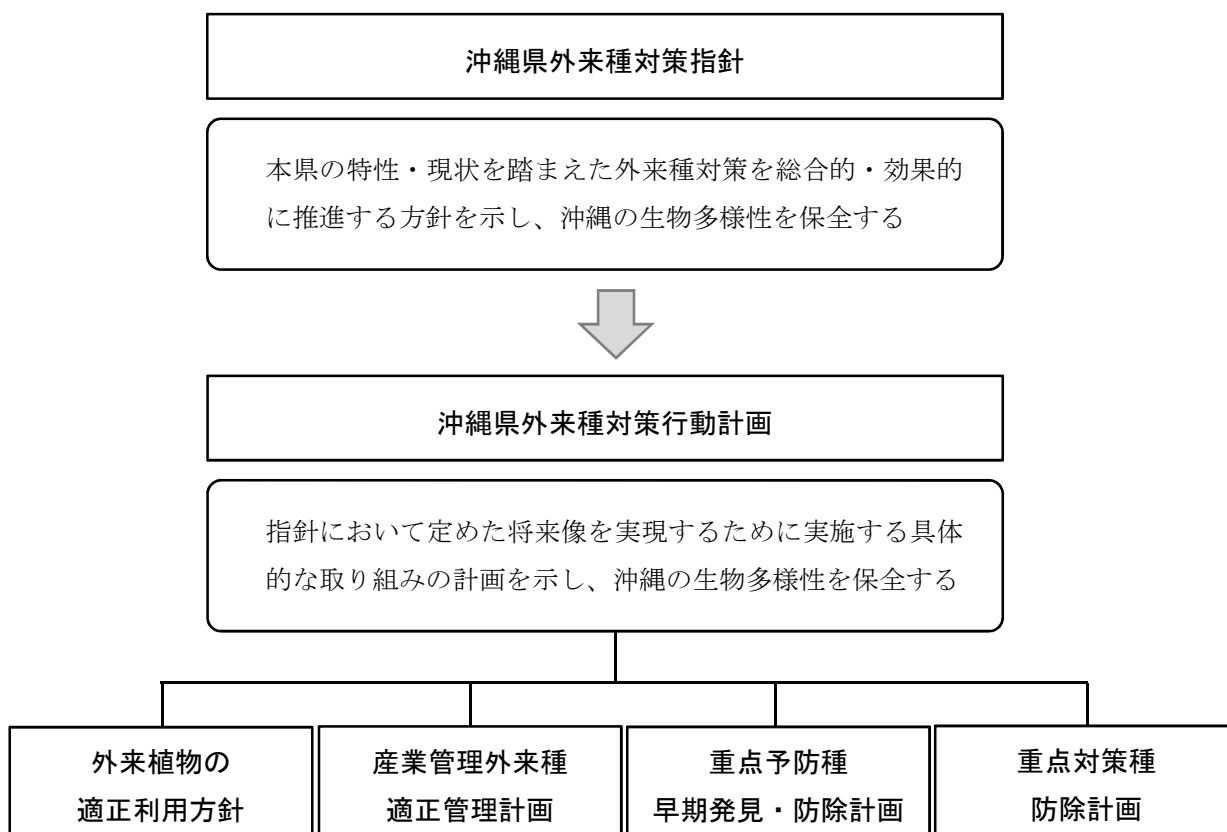 沖縄県外来種対策指針
本県の特性・現状を踏まえた外来種対策を総合的・効果的
に推進する方針を示し、沖縄の生物多様性を保全する
沖縄県外来種対策行動計画
指針において定めた将来像を実現するために実施する具体
的な取り組みの計画を示し、沖縄の生物多様性を保全する
外来植物の
適正利用方針
産業管理外来種
適正管理計画
重点予防種
早期発見・防除計画
重点対策種
防除計画